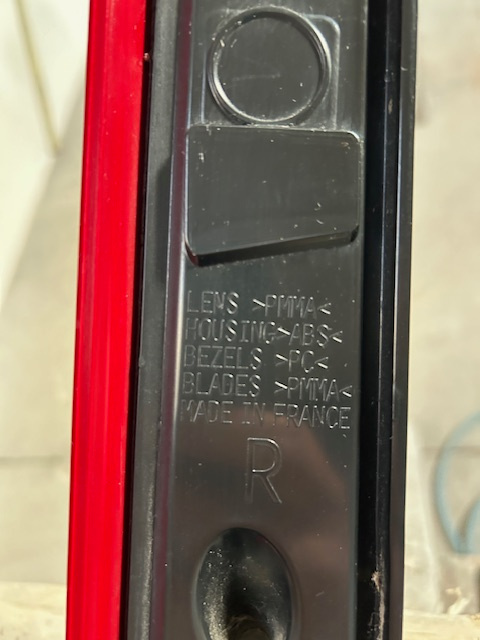 LENS >PMMA<
HOUSING>ABS<
BEZELS >PC<
BLADES >PMMA<
MADE IN FRANCE
R